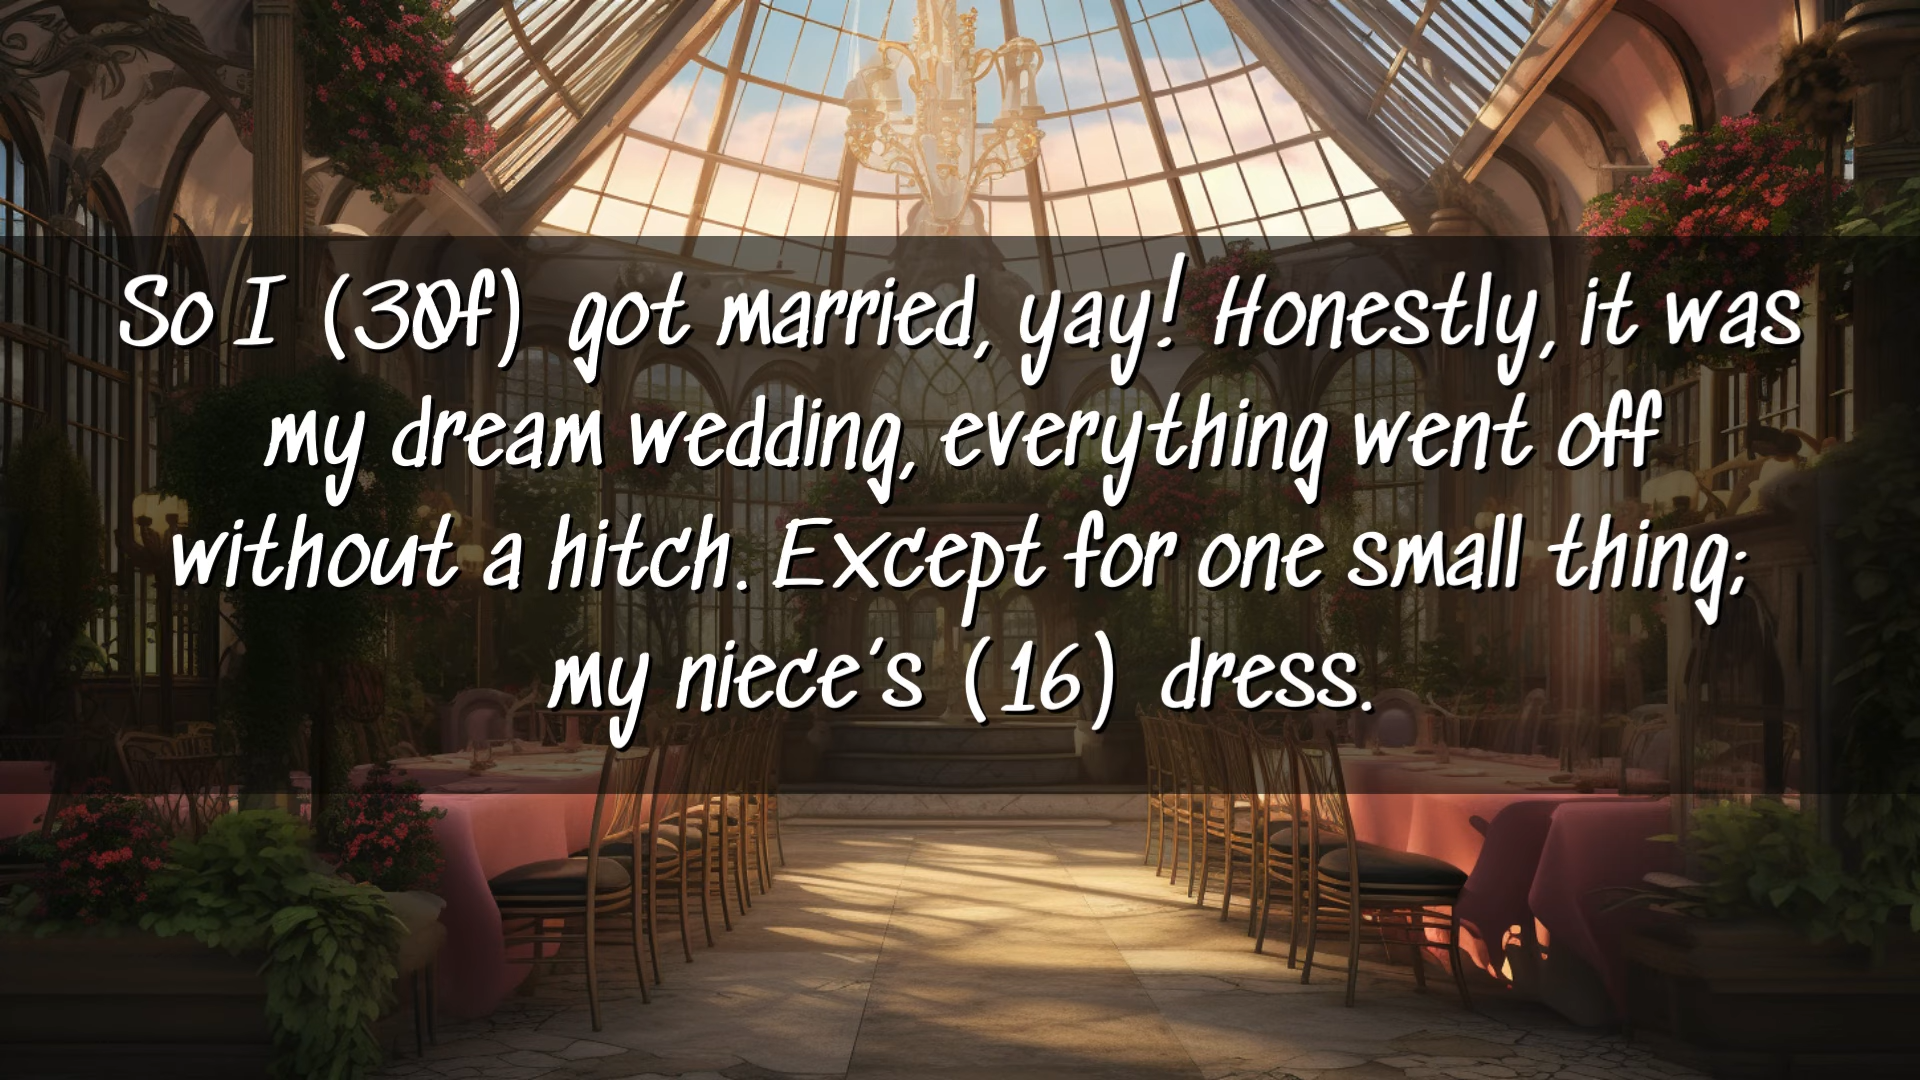 So I (30f) got married, yay! Honestly, it was
my dream wedding, everything went off
without a hitch. Except for one small thing;
my niece's (16) dress.